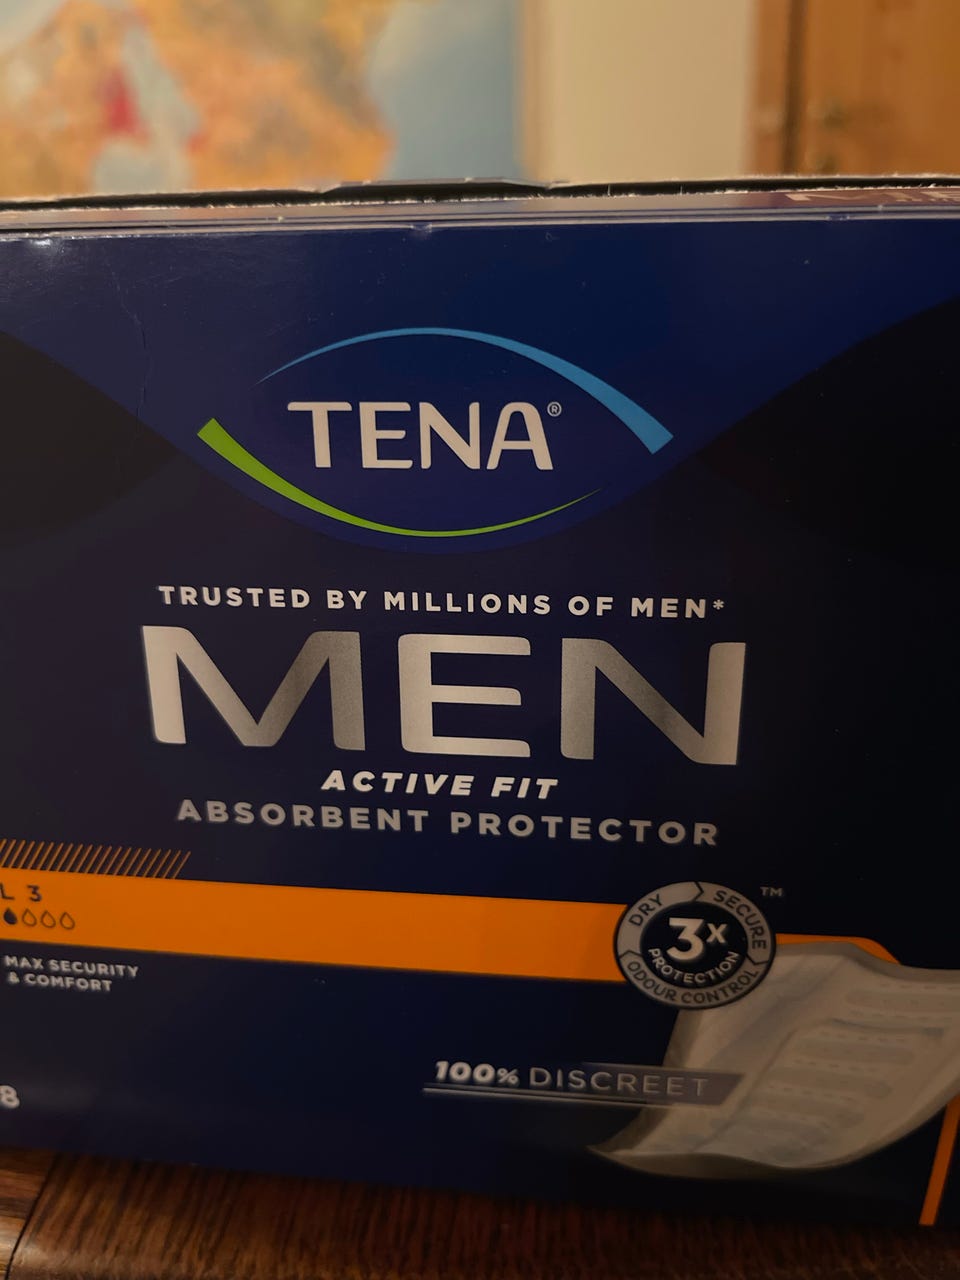 TENA®
TRUSTED BY MILLIONS OF MEN*
MEN
ACTIVE FIT
ABSORBENT PROTECTOR
L 3
MAX SECURITY
& COMFORT
DRY
SECURE
ODOUR CONTROL
3X
PROTECTION
™
100% DISCREET
8